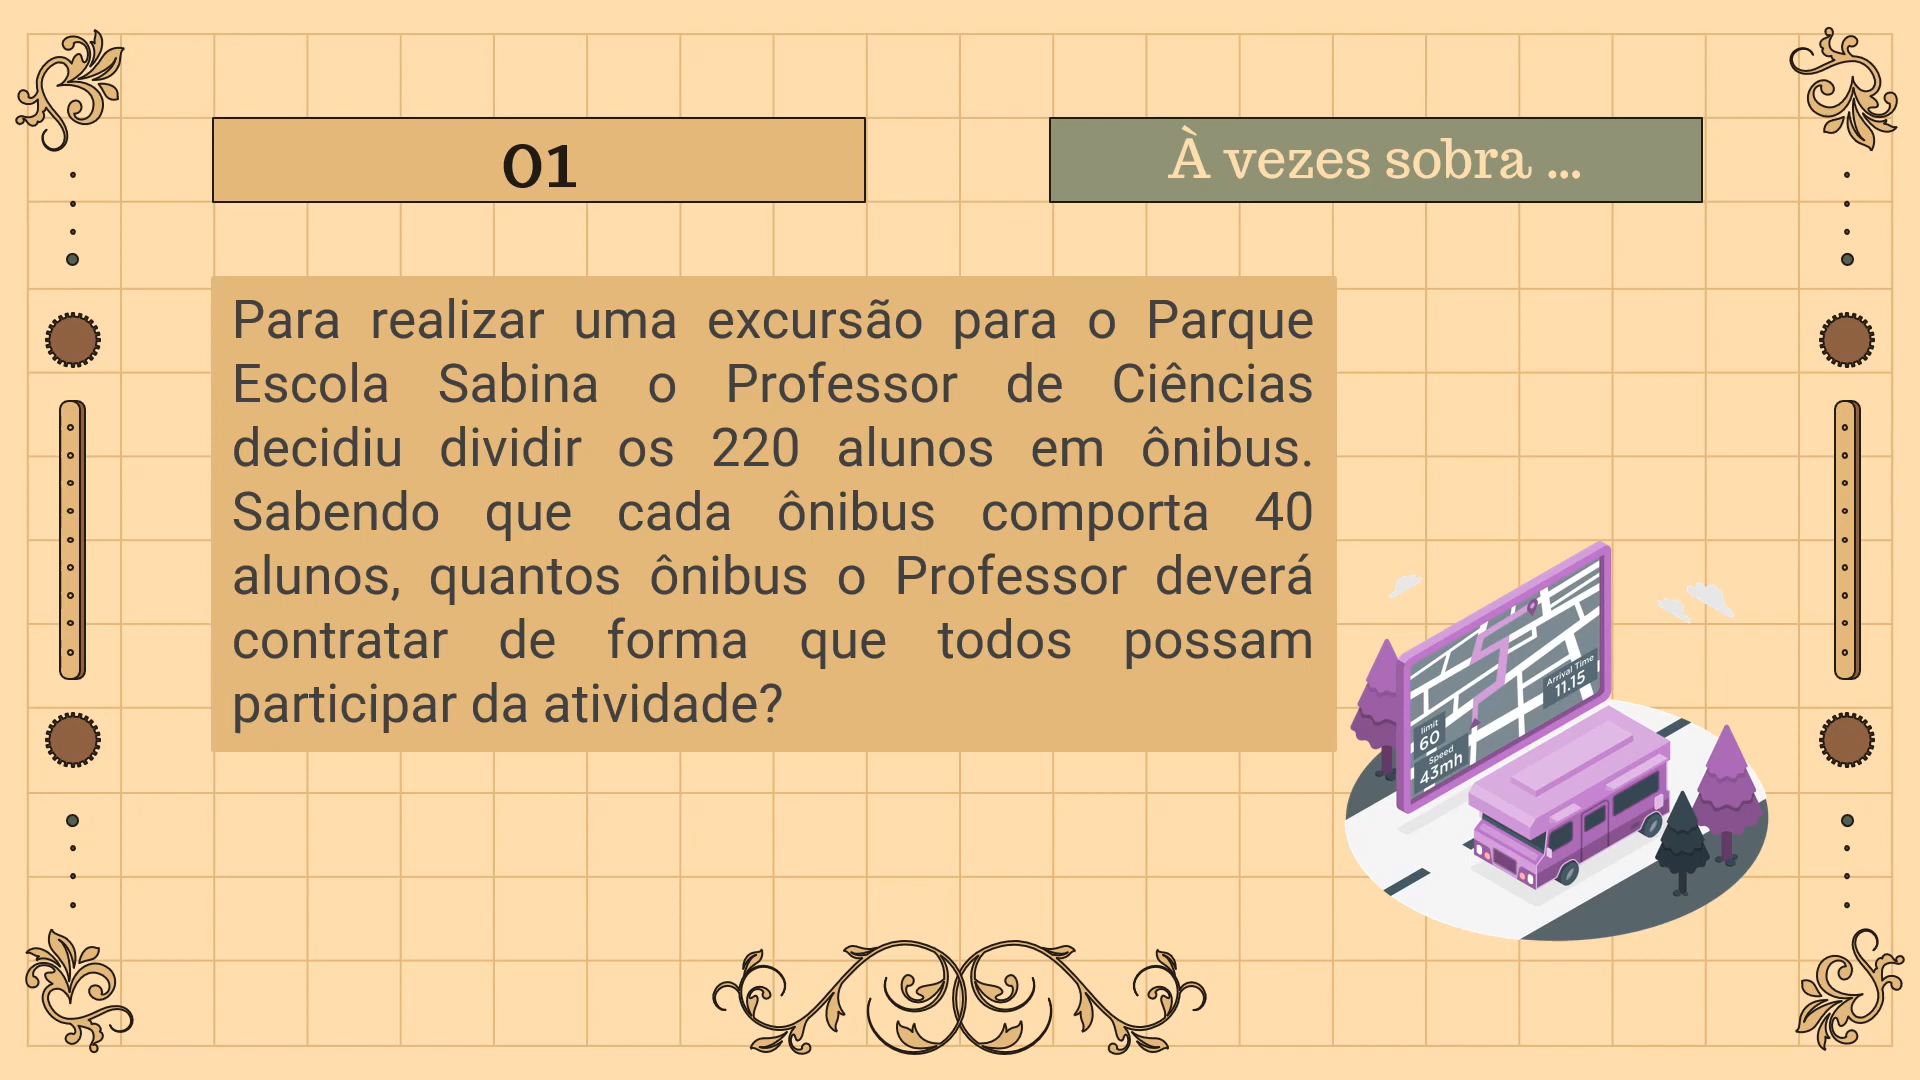 01
À vezes sobra ...
Para realizar uma excursão para o Parque
Escola Sabina o Professor de Ciências
decidiu dividir os 220 alunos em ônibus.
Sabendo que cada ônibus comporta 40
alunos, quantos ônibus o Professor deverá
contratar de forma que todos possam
participar da atividade?
Arrival Time
11.15
limit
60
Speed
43mh